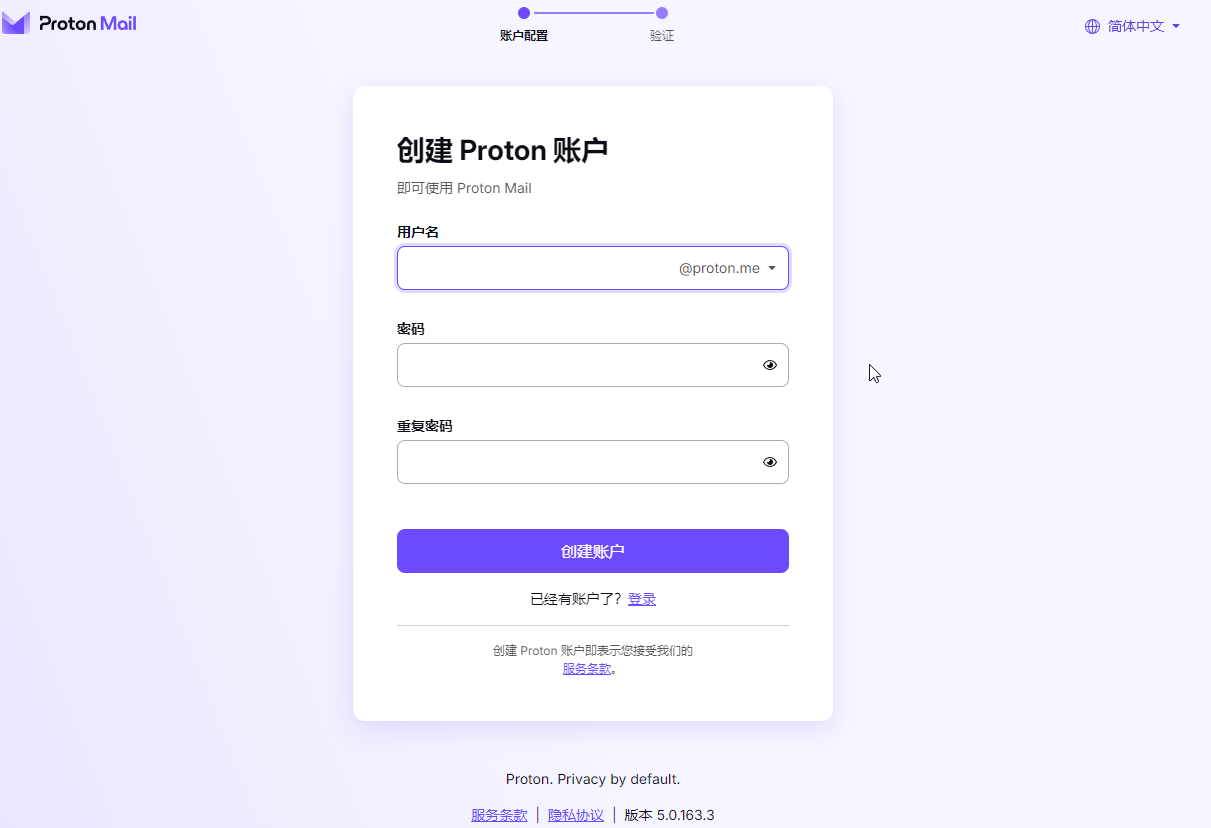 Proton Mail
账户配置
验证
简体中文
创建 Proton 账户
即可使用 Proton Mail
用户名
@proton.me
密码
重复密码
创建账户
已经有账户了？ 登录
创建 Proton 账户即表示您接受我们的
服务条款。
Proton. Privacy by default.
服务条款 | 隐私协议 | 版本 5.0.163.3